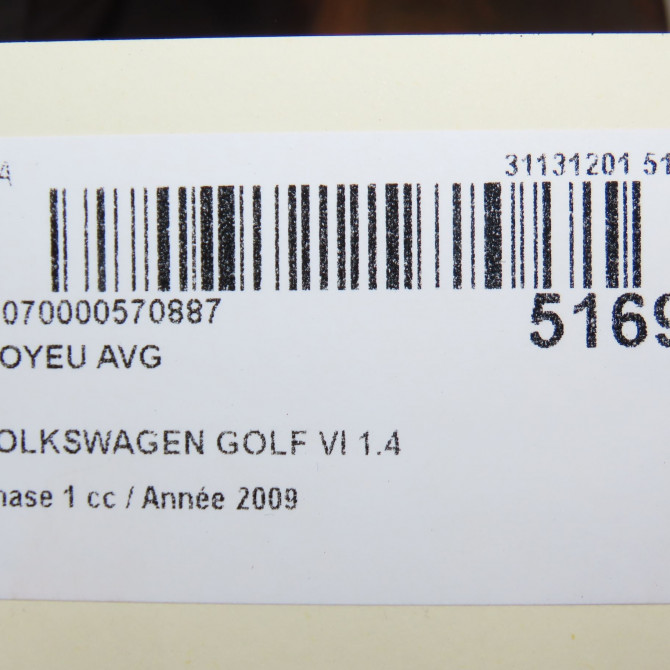 31131201 51
070000570887
5169
OYEU AVG
OLKSWAGEN GOLF VI 1.4
hase 1 cc / Année 2009